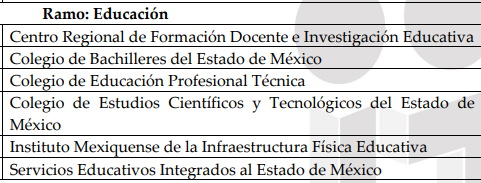 Ramo: Educación
Centro Regional de Formación Docente e Investigación Educativa
Colegio de Bachilleres del Estado de México
Colegio de Educación Profesional Técnica
Colegio de Estudios Científicos y Tecnológicos del Estado de
México
Instituto Mexiquense de la Infraestructura Física Educativa
Servicios Educativos Integrados al Estado de México